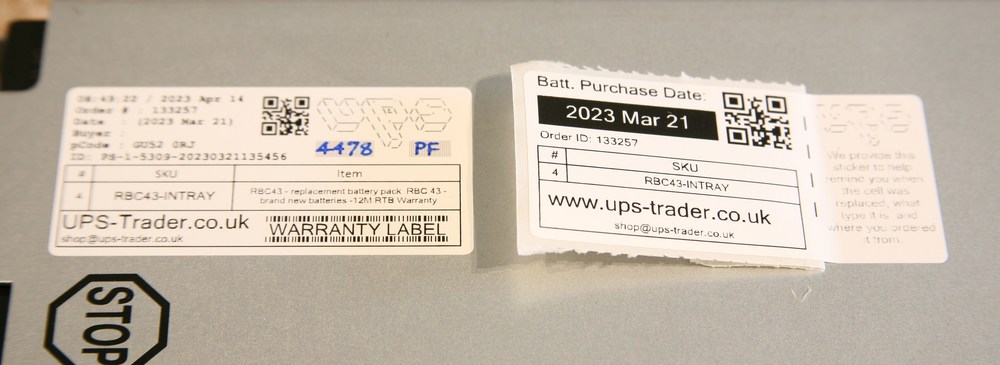 08:43:22 / 2023 Apr 14
Order # : 133257
Date : (2023 Mar 21)
Buyer :
pCode : GU52 0RJ
ID: PS-1-5309-20230321135456
UPS
4478 PF
# SKU Item
4 RBC43-INTRAY RBC43 - replacement battery pack RBC 43 -
brand new batteries -12M RTB Warranty
UPS-Trader.co.uk
shop@ups-trader.co.uk
WARRANTY LABEL
Batt. Purchase Date:
2023 Mar 21
Order ID: 133257
# SKU
4 RBC43-INTRAY
www.ups-trader.co.uk
shop@ups-trader.co.uk
We provide this
sticker to help
remind you when
the cell was
replaced, what
type it is, and
where you ordered
it from.
STOP